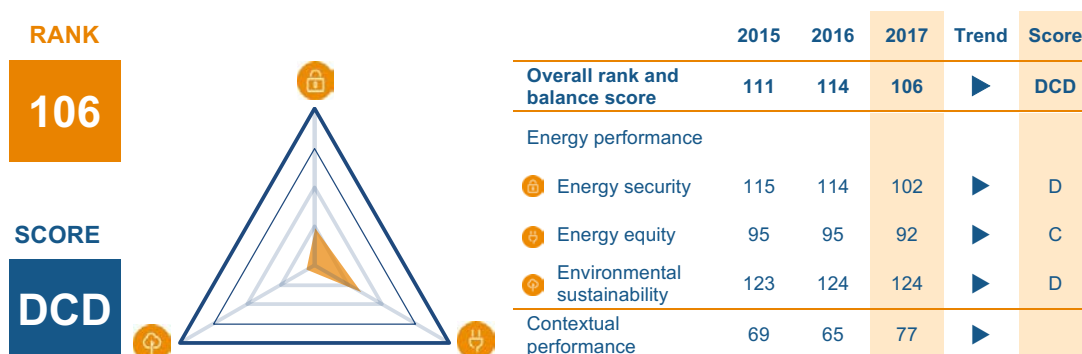 RANK
106
SCORE
DCD
2015 2016 2017 Trend Score
Overall rank and
balance score 111 114 106 DCD
Energy performance
Energy security 115 114 102 D
Energy equity 95 95 92 C
Environmental
sustainability 123 124 124 D
Contextual
performance 69 65 77